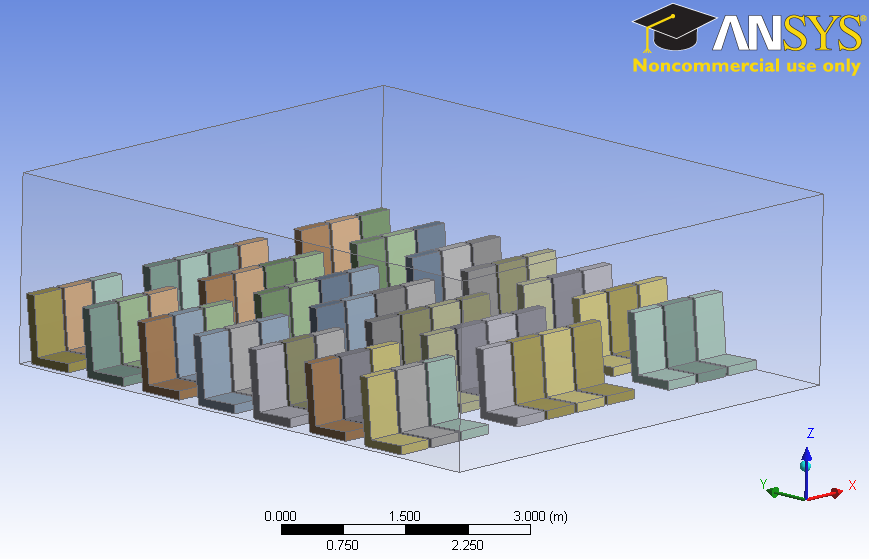 ANSYS®
Noncommercial use only
Z
Y
X
0.000 1.500 3.000 (m)
0.750 2.250